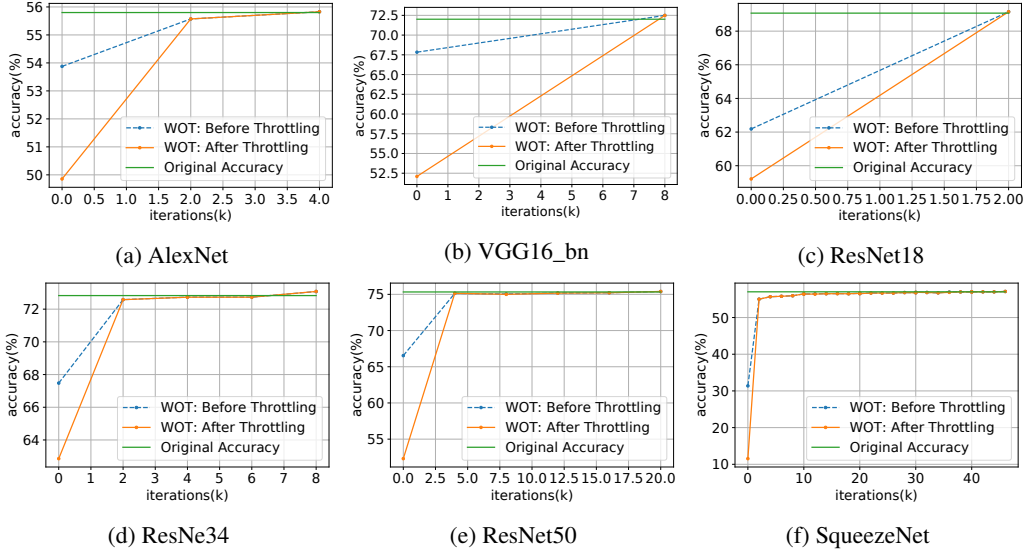 56
55
54
53
52
51
50
accuracy(%)
WOT: Before Throttling
WOT: After Throttling
Original Accuracy
0.0 0.5 1.0 1.5 2.0 2.5 3.0 3.5 4.0
iterations(k)
(a) AlexNet
75.0
72.5
70.0
67.5
65.0
62.5
60.0
57.5
55.0
52.5
accuracy(%)
WOT: Before Throttling
WOT: After Throttling
Original Accuracy
0 1 2 3 4 5 6 7 8
iterations(k)
(b) VGG16_bn
68
66
64
62
60
accuracy(%)
WOT: Before Throttling
WOT: After Throttling
Original Accuracy
0.00 0.25 0.50 0.75 1.00 1.25 1.50 1.75 2.00
iterations(k)
(c) ResNet18
72
70
68
66
64
accuracy(%)
WOT: Before Throttling
WOT: After Throttling
Original Accuracy
0 1 2 3 4 5 6 7 8
iterations(k)
(d) ResNe34
75
70
65
60
55
accuracy(%)
WOT: Before Throttling
WOT: After Throttling
Original Accuracy
0.0 2.5 5.0 7.5 10.0 12.5 15.0 17.5 20.0
iterations(k)
(e) ResNet50
50
40
30
20
10
accuracy(%)
WOT: Before Throttling
WOT: After Throttling
Original Accuracy
0 10 20 30 40
iterations(k)
(f) SqueezeNet